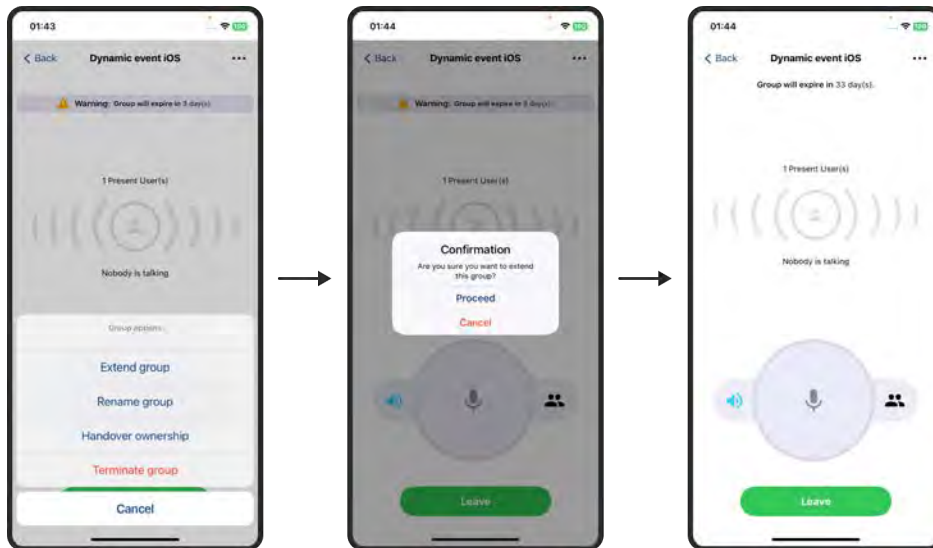 01:43
100
Back
Dynamic event iOS
Warning: Group will expire in 3 day(s).
1 Present User(s)
Nobody is talking
Group options
Extend group
Rename group
Handover ownership
Terminate group
Cancel
01:44
100
Back
Dynamic event iOS
Warning: Group will expire in 3 day(s).
1 Present User(s)
Confirmation
Are you sure you want to extend
this group?
Proceed
Cancel
Leave
01:44
100
Back
Dynamic event iOS
Group will expire in 33 day(s).
1 Present User(s)
Nobody is talking
Leave